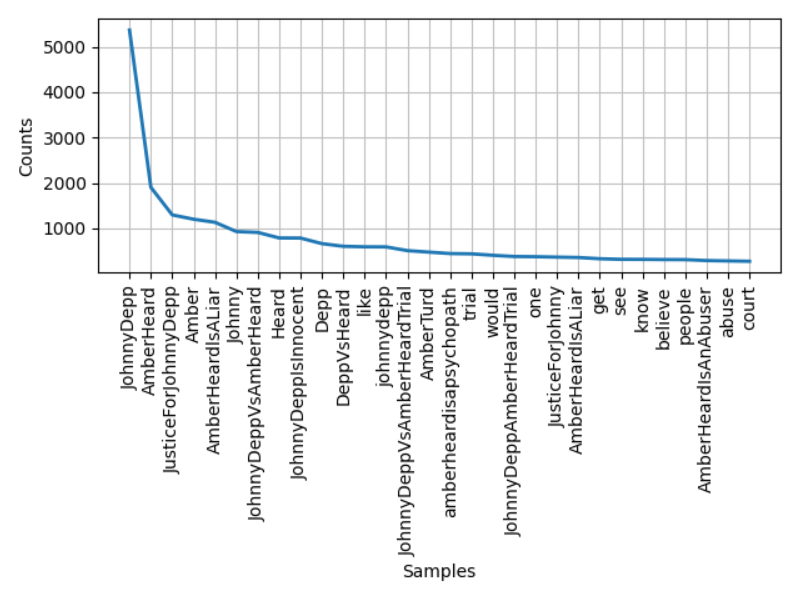 5000
4000
3000
2000
1000
Counts
JohnnyDepp
AmberHeard
JusticeForJohnnyDepp
Amber
AmberHeardIsALiar
Johnny
JohnnyDeppVsAmberHeard
Heard
JohnnyDeppIsInnocent
Depp
DeppVsHeard
like
johnnydepp
JohnnyDeppVsAmberHeardTrial
AmberTurd
amberheardisapsychopath
trial
would
JohnnyDeppAmberHeardTrial
one
JusticeForJohnny
AmberHeardIsALiar
get
see
know
believe
people
AmberHeardIsAnAbuser
abuse
court
Samples